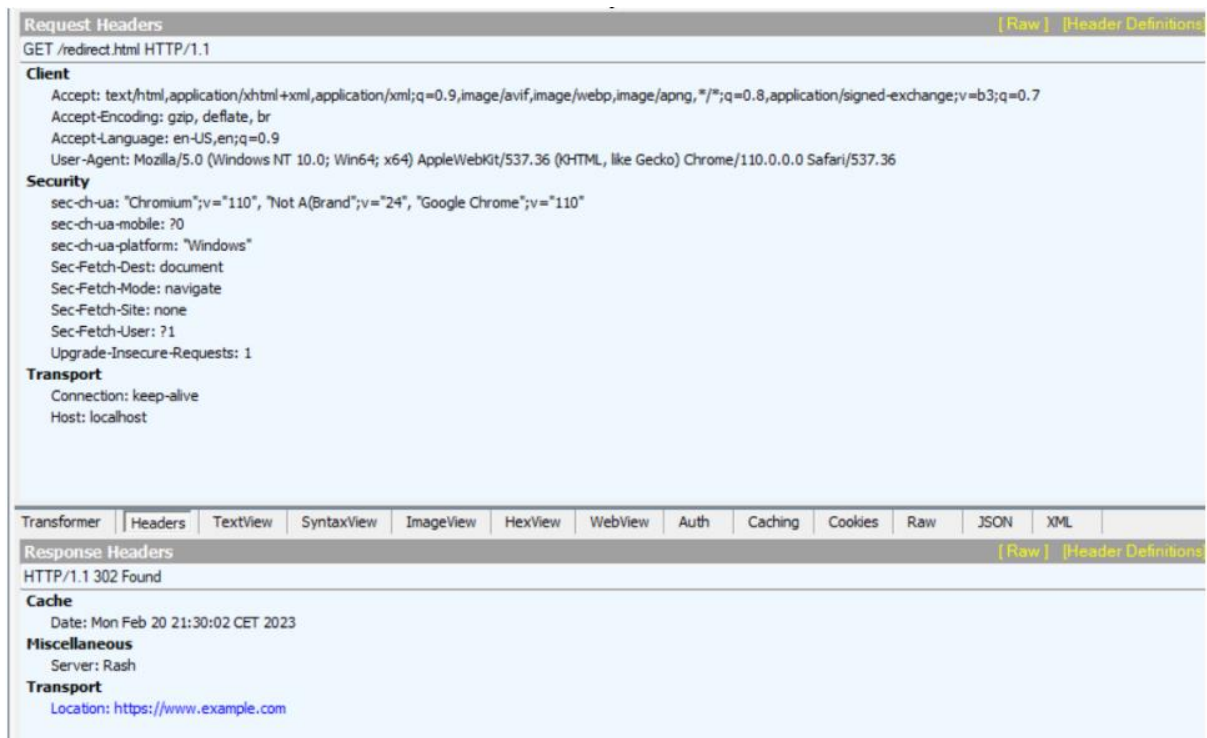 Request Headers [ Raw ] [Header Definitions]
GET /redirect.html HTTP/1.1
Client
Accept: text/html,application/xhtml+xml,application/xml;q=0.9,image/avif,image/webp,image/apng,*/*;q=0.8,application/signed-exchange;v=b3;q=0.7
Accept-Encoding: gzip, deflate, br
Accept-Language: en-US,en;q=0.9
User-Agent: Mozilla/5.0 (Windows NT 10.0; Win64; x64) AppleWebKit/537.36 (KHTML, like Gecko) Chrome/110.0.0.0 Safari/537.36
Security
sec-ch-ua: "Chromium";v="110", "Not A(Brand";v="24", "Google Chrome";v="110"
sec-ch-ua-mobile: ?0
sec-ch-ua-platform: "Windows"
Sec-Fetch-Dest: document
Sec-Fetch-Mode: navigate
Sec-Fetch-Site: none
Sec-Fetch-User: ?1
Upgrade-Insecure-Requests: 1
Transport
Connection: keep-alive
Host: localhost
Transformer Headers TextView SyntaxView ImageView HexView WebView Auth Caching Cookies Raw JSON XML
Response Headers [ Raw ] [Header Definitions]
HTTP/1.1 302 Found
Cache
Date: Mon Feb 20 21:30:02 CET 2023
Miscellaneous
Server: Rash
Transport
Location: https://www.example.com